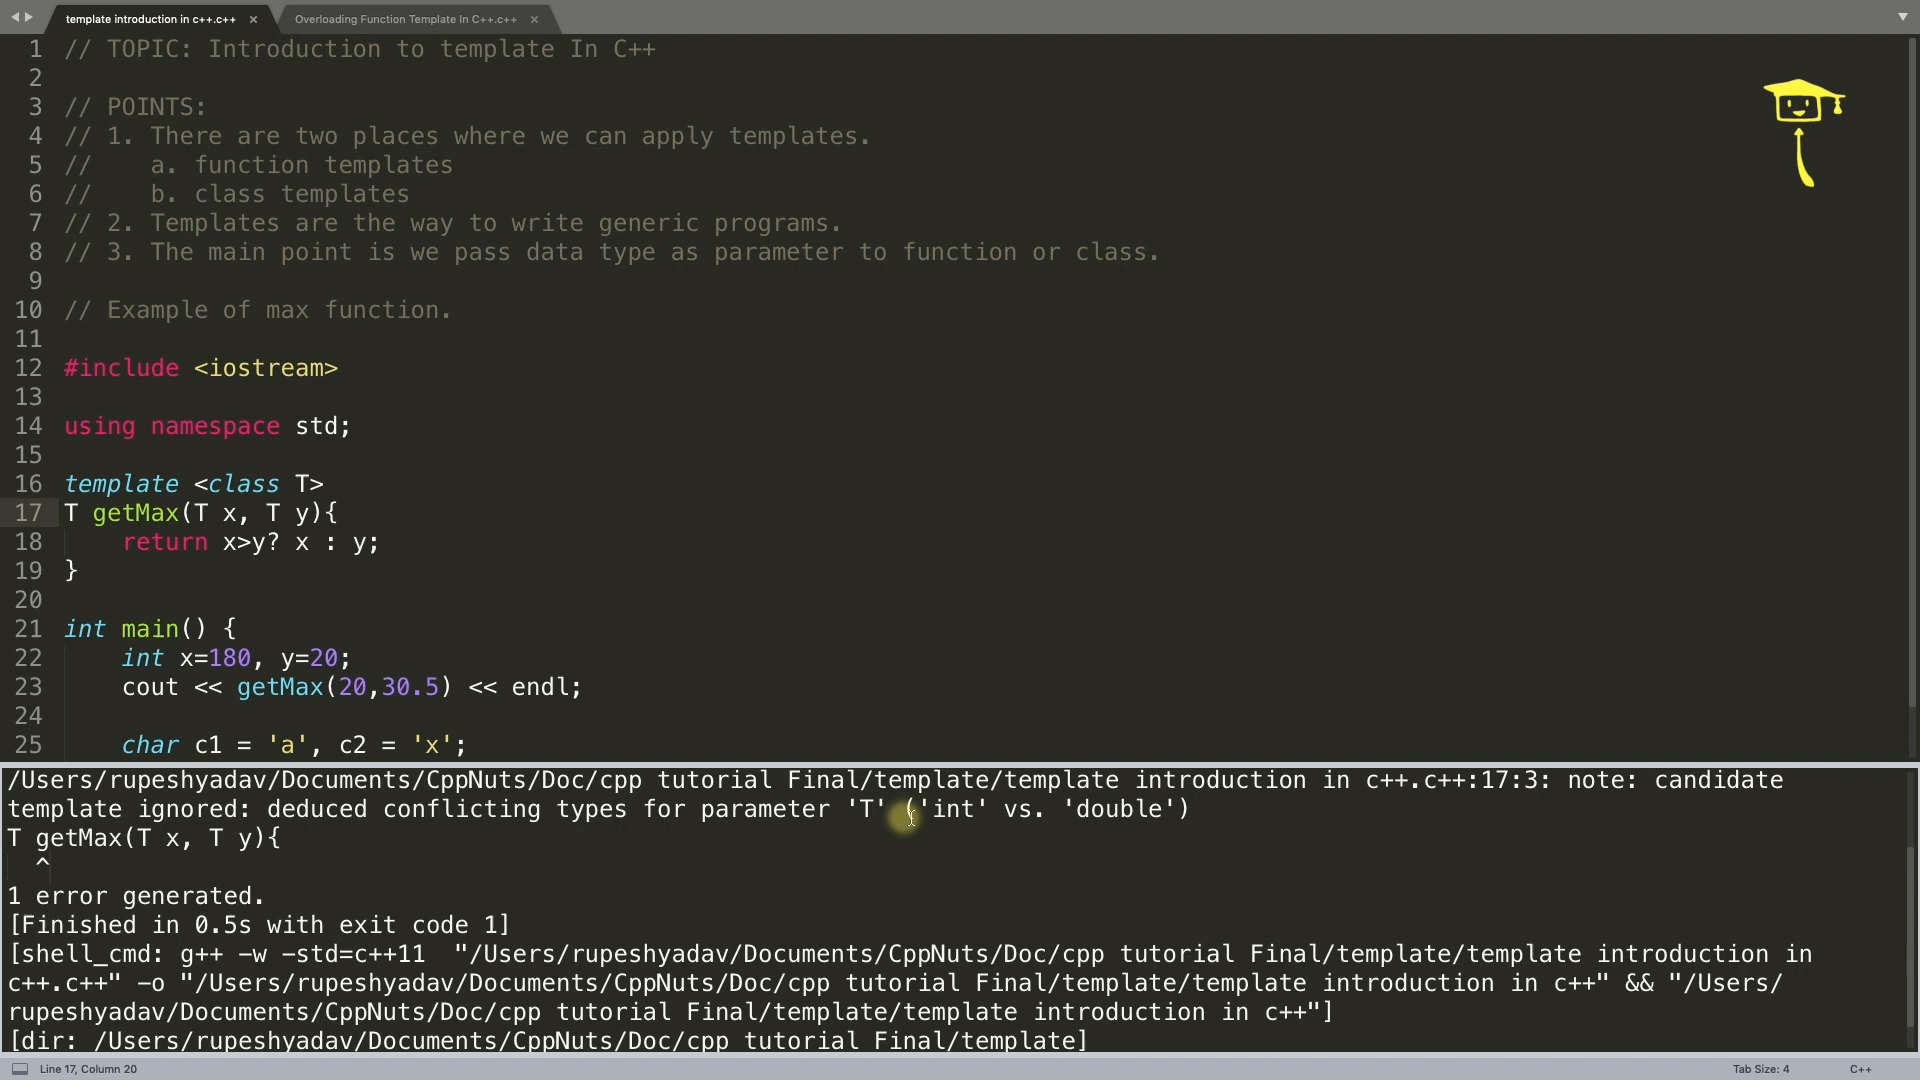 template introduction in c++.c++
Overloading Function Template In C++.c++
1 // TOPIC: Introduction to template In C++
2
3 // POINTS:
4 // 1. There are two places where we can apply templates.
5 //    a. function templates
6 //    b. class templates
7 // 2. Templates are the way to write generic programs.
8 // 3. The main point is we pass data type as parameter to function or class.
9
10 // Example of max function.
11
12 #include <iostream>
13
14 using namespace std;
15
16 template <class T>
17 T getMax(T x, T y){
18     return x>y? x : y;
19 }
20
21 int main() {
22     int x=180, y=20;
23     cout << getMax(20,30.5) << endl;
24
25     char c1 = 'a', c2 = 'x';
/Users/rupeshyadav/Documents/CppNuts/Doc/cpp tutorial Final/template/template introduction in c++.c++:17:3: note: candidate
template ignored: deduced conflicting types for parameter 'T' ('int' vs. 'double')
T getMax(T x, T y){
  ^
1 error generated.
[Finished in 0.5s with exit code 1]
[shell_cmd: g++ -w -std=c++11  "/Users/rupeshyadav/Documents/CppNuts/Doc/cpp tutorial Final/template/template introduction in
c++.c++" -o "/Users/rupeshyadav/Documents/CppNuts/Doc/cpp tutorial Final/template/template introduction in c++" && "/Users/
rupeshyadav/Documents/CppNuts/Doc/cpp tutorial Final/template/template introduction in c++"]
[dir: /Users/rupeshyadav/Documents/CppNuts/Doc/cpp tutorial Final/template]
Line 17, Column 20
Tab Size: 4
C++